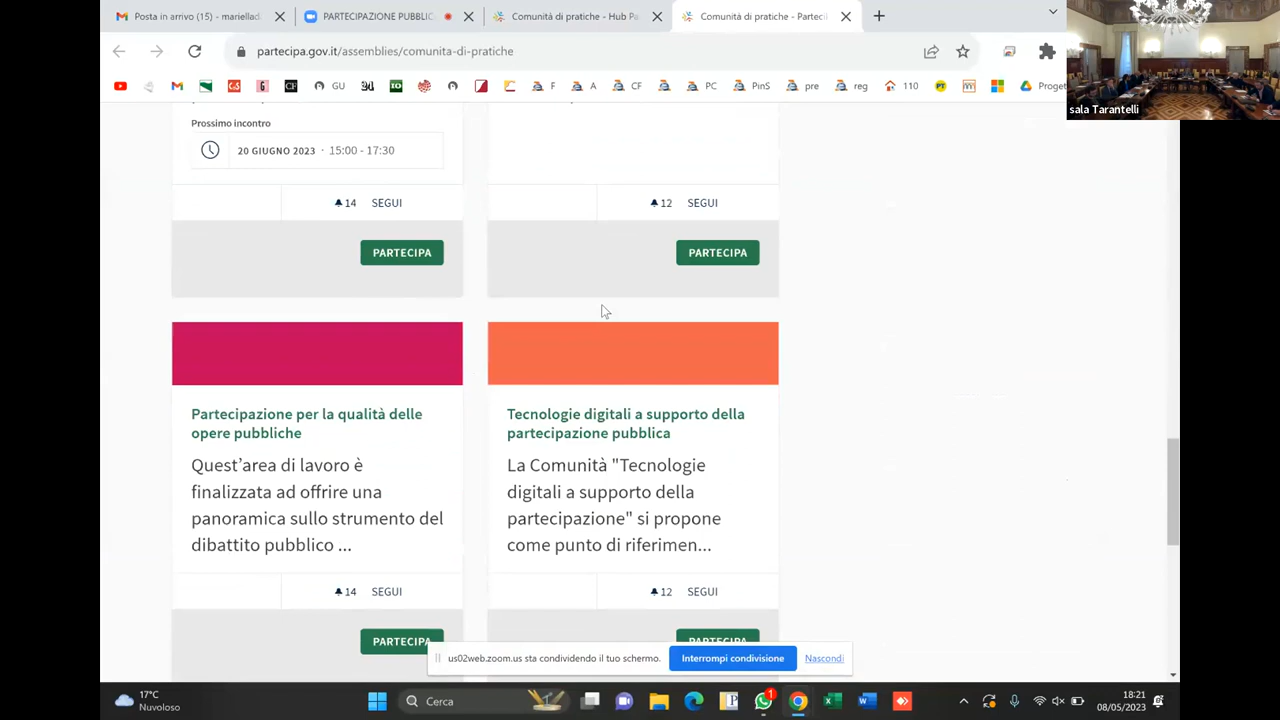 Posta in arrivo (15) - mariellad
PARTECIPAZIONE PUBBLIC
Comunità di pratiche - Hub Pa
Comunità di pratiche - Partecil
partecipa.gov.it/assemblies/comunita-di-pratiche
GU
F
A
CF
PC
PinS
pre
reg
110
Proget
sala Tarantelli
Prossimo incontro
20 GIUGNO 2023 · 15:00 - 17:30
14 SEGUI
12 SEGUI
PARTECIPA
PARTECIPA
Partecipazione per la qualità delle
opere pubbliche
Quest'area di lavoro è
finalizzata ad offrire una
panoramica sullo strumento del
dibattito pubblico ...
14 SEGUI
PARTECIPA
Tecnologie digitali a supporto della
partecipazione pubblica
La Comunità "Tecnologie
digitali a supporto della
partecipazione" si propone
come punto di riferimen...
12 SEGUI
PARTECIPA
us02web.zoom.us sta condividendo il tuo schermo.
Interrompi condivisione
Nascondi
17°C
Nuvoloso
Cerca
1
18:21
08/05/2023